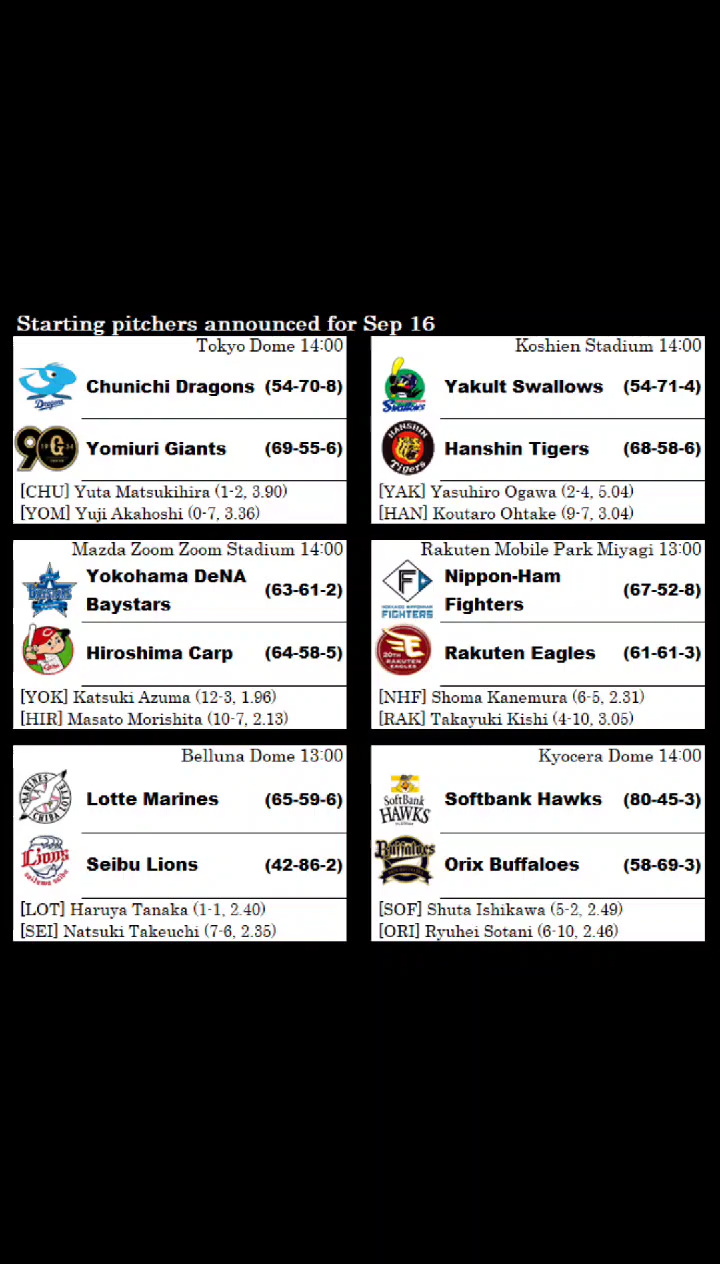 Starting pitchers announced for Sep 16
Tokyo Dome 14:00
Chunichi Dragons (54-70-8)
Yomiuri Giants (69-55-6)
[CHU] Yuta Matsukihira (1-2, 3.90)
[YOM] Yuji Akahoshi (0-7, 3.36)
Koshien Stadium 14:00
Yakult Swallows (54-71-4)
Hanshin Tigers (68-58-6)
[YAK] Yasuhiro Ogawa (2-4, 5.04)
[HAN] Koutaro Ohtake (9-7, 3.04)
Mazda Zoom Zoom Stadium 14:00
Yokohama DeNA
Baystars (63-61-2)
Hiroshima Carp (64-58-5)
[YOK] Katsuki Azuma (12-3, 1.96)
[HIR] Masato Morishita (10-7, 2.13)
Rakuten Mobile Park Miyagi 13:00
Nippon-Ham
Fighters (67-52-8)
FIGHTERS
Rakuten Eagles (61-61-3)
[NHF] Shoma Kanemura (6-5, 2.31)
[RAK] Takayuki Kishi (4-10, 3.05)
Belluna Dome 13:00
Lotte Marines (65-59-6)
Seibu Lions (42-86-2)
[LOT] Haruya Tanaka (1-1, 2.40)
[SEI] Natsuki Takeuchi (7-6, 2.35)
Kyocera Dome 14:00
SoftBank
HAWKS
Softbank Hawks (80-45-3)
Buffaloes
Orix Buffaloes (58-69-3)
[SOF] Shuta Ishikawa (5-2, 2.49)
[ORI] Ryuhei Sotani (6-10, 2.46)